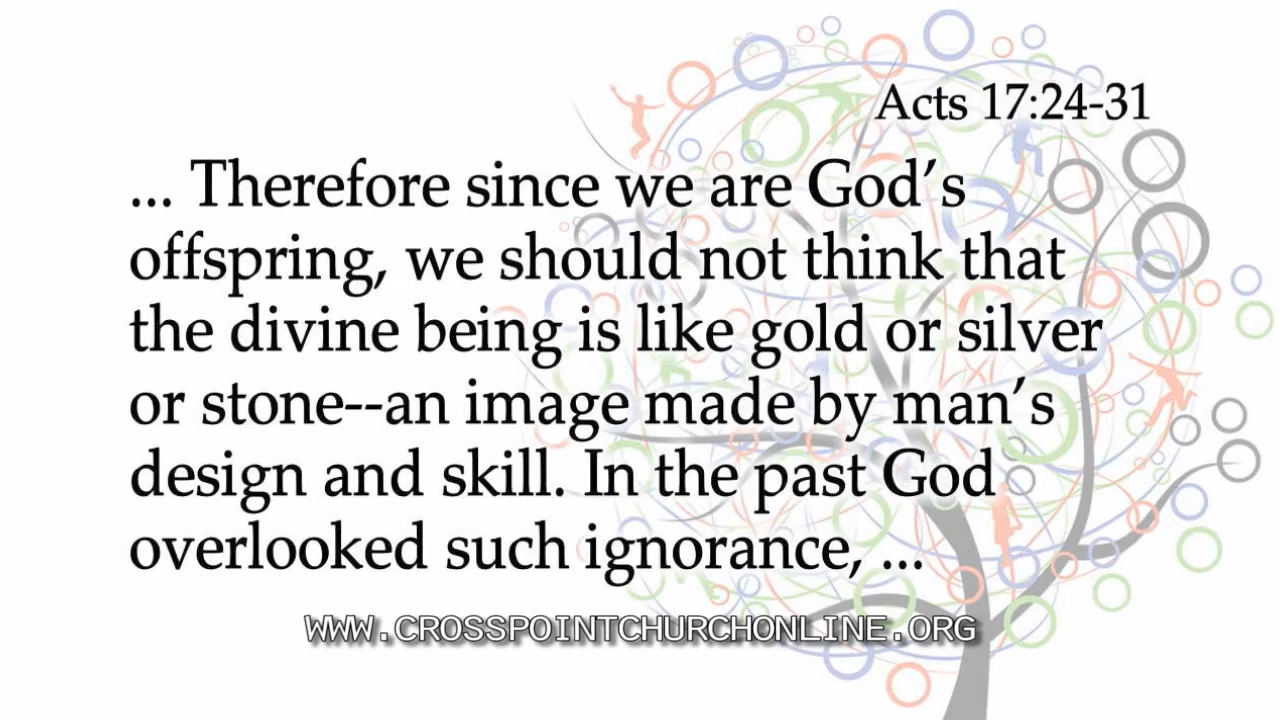 Acts 17:24-31
... Therefore since we are God’s
offspring, we should not think that
the divine being is like gold or silver
or stone--an image made by man’s
design and skill. In the past God
overlooked such ignorance, ...
WWW.CROSSPOINTCHURCHONLINE.ORG